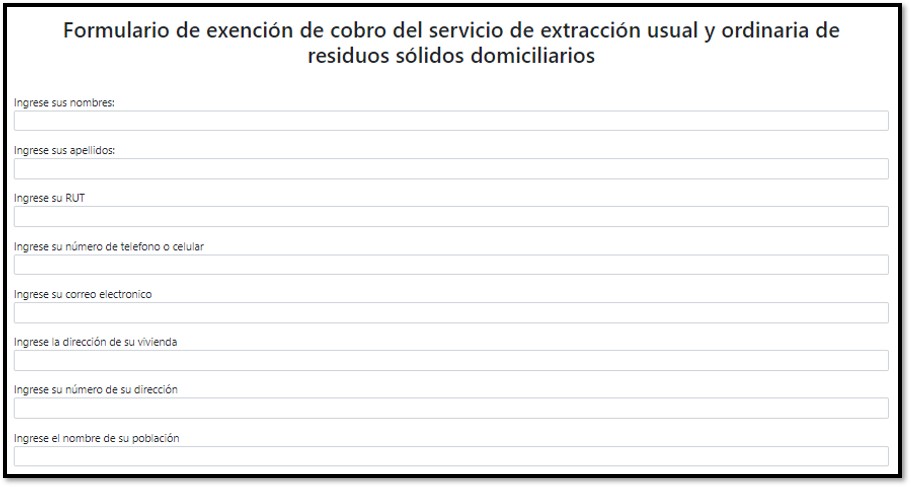 Formulario de exención de cobro del servicio de extracción usual y ordinaria de
residuos sólidos domiciliarios
Ingrese sus nombres:
Ingrese sus apellidos:
Ingrese su RUT
Ingrese su número de telefono o celular
Ingrese su correo electronico
Ingrese la dirección de su vivienda
Ingrese su número de su dirección
Ingrese el nombre de su población